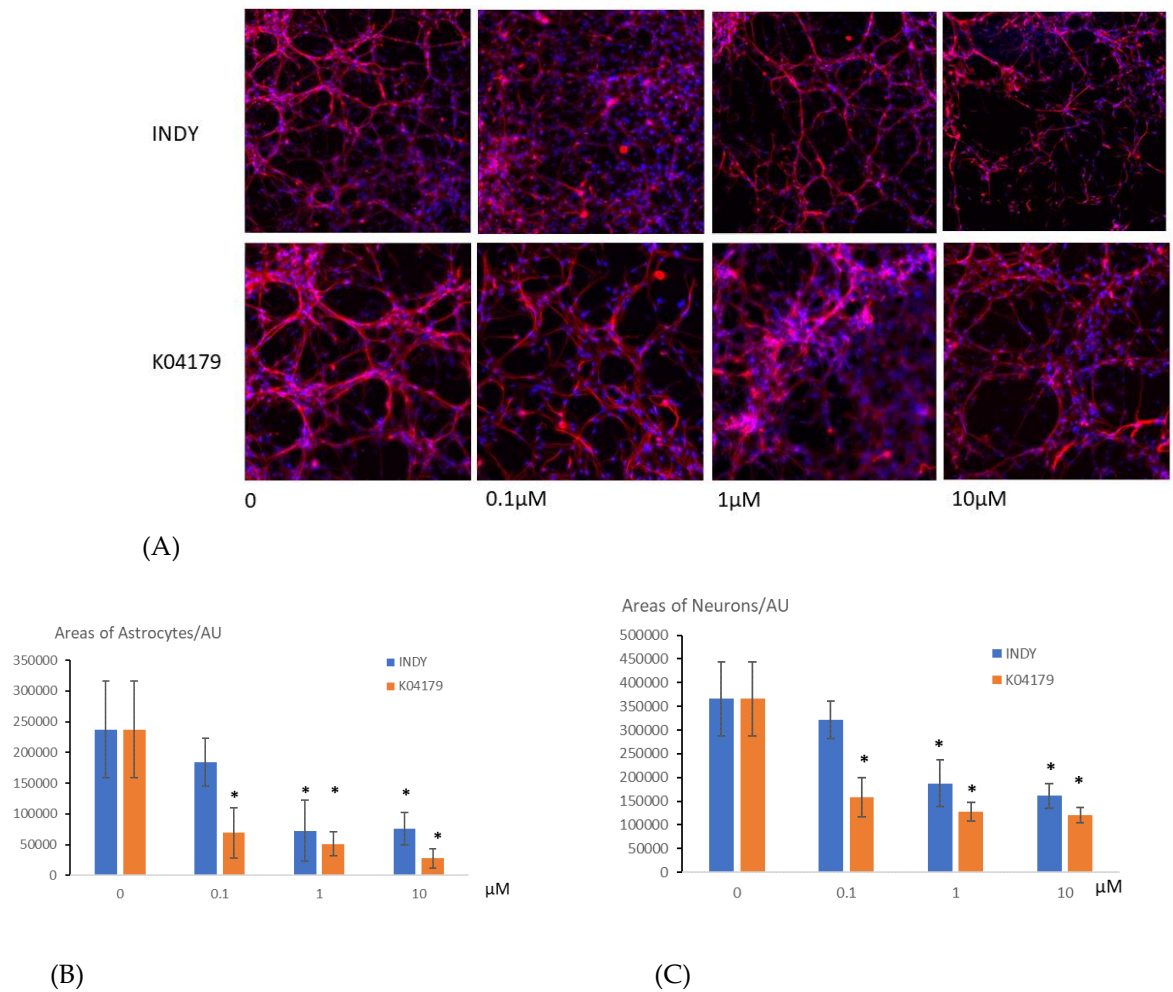 INDY
K04179
0
0.1µM
1µM
10µM
(A)
Areas of Astrocytes/AU
350000
300000
250000
200000
150000
100000
50000
0
INDY
K04179
* * * * *
0 0.1 1 10 µM
(B)
Areas of Neurons/AU
500000
450000
400000
350000
300000
250000
200000
150000
100000
50000
0
INDY
K04179
* * * * *
0 0.1 1 10 µM
(C)